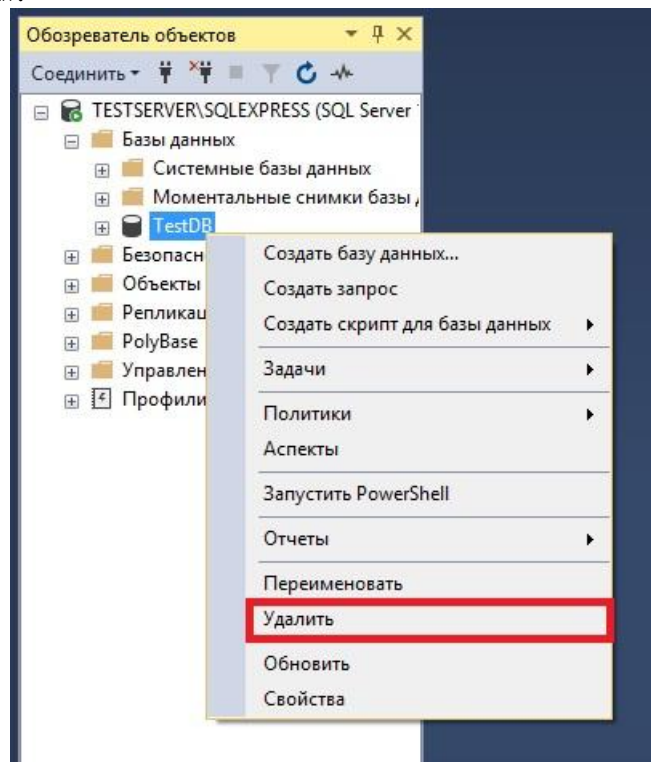 Обозреватель объектов
Соединить
TESTSERVER\SQLEXPRESS (SQL Server
Базы данных
Системные базы данных
Моментальные снимки базы
TestDB
Безопасн
Объекты
Репликац
PolyBase
Управлен
Профили
Создать базу данных...
Создать запрос
Создать скрипт для базы данных
Задачи
Политики
Аспекты
Запустить PowerShell
Отчеты
Переименовать
Удалить
Обновить
Свойства